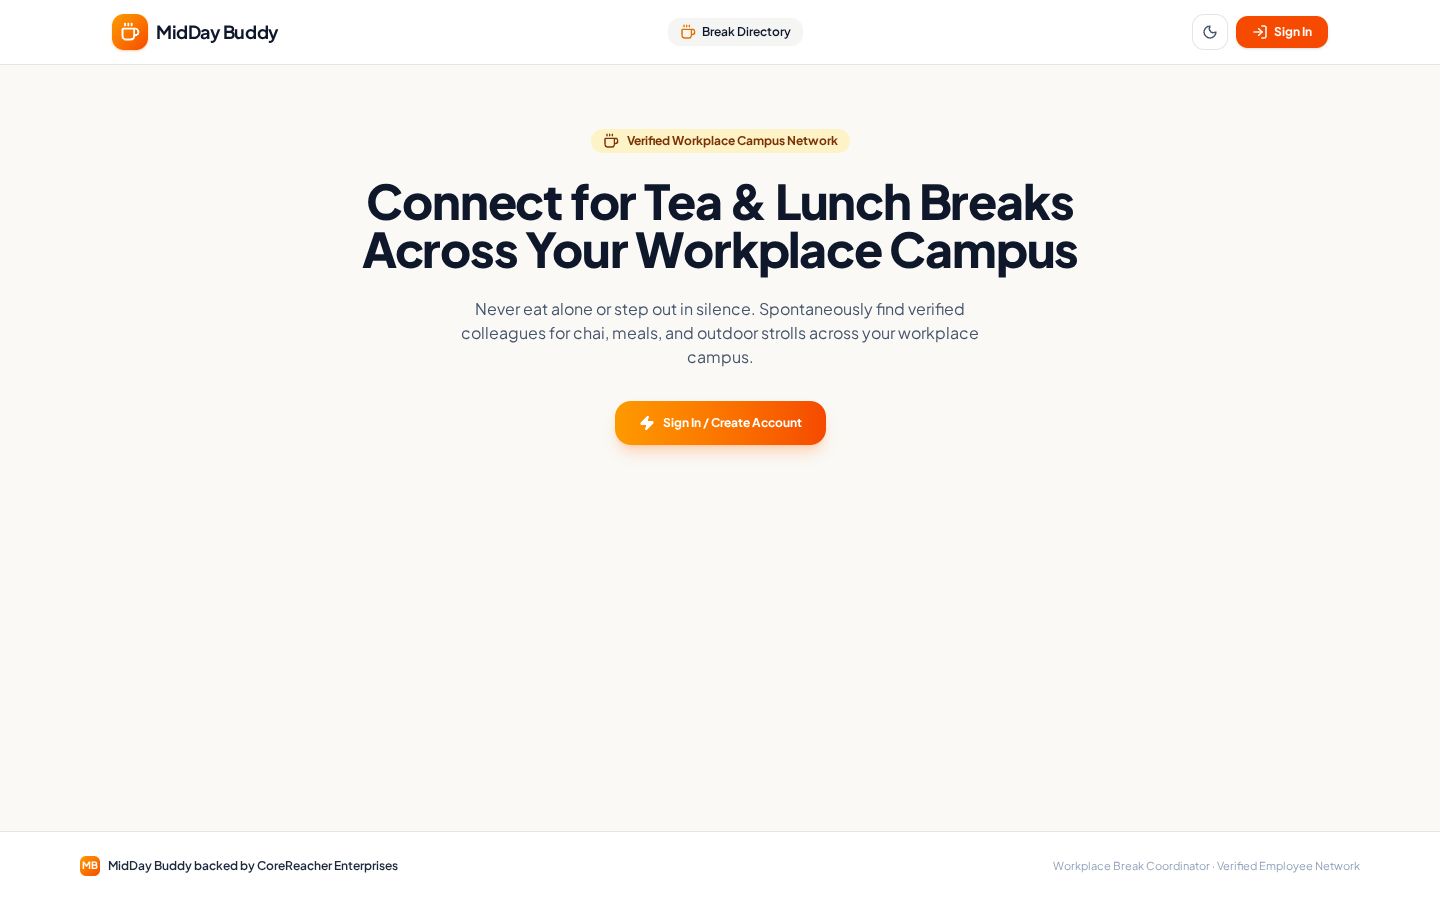 MidDay Buddy
Break Directory
Sign In
Verified Workplace Campus Network
Connect for Tea & Lunch Breaks
Across Your Workplace Campus
Never eat alone or step out in silence. Spontaneously find verified
colleagues for chai, meals, and outdoor strolls across your workplace
campus.
Sign In / Create Account
MB
MidDay Buddy backed by CoreReacher Enterprises
Workplace Break Coordinator · Verified Employee Network